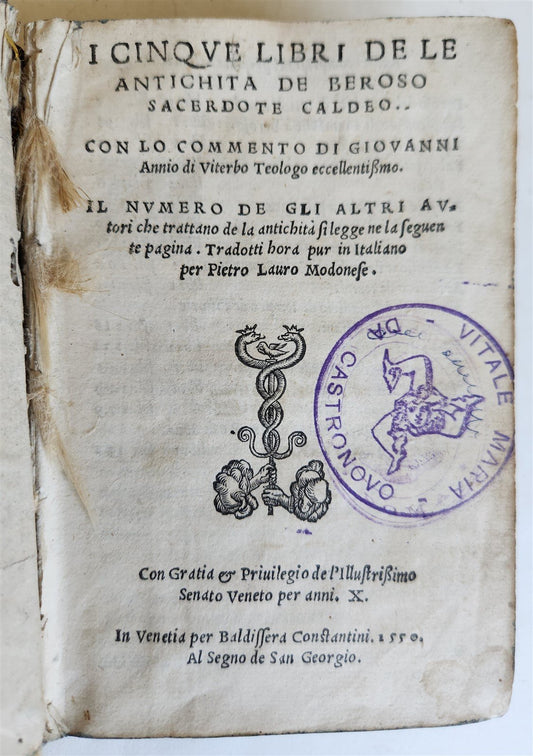 I CINQVE LIBRI DE LE
ANTICHITA DE BEROSO
SACERDOTE CALDEO..
CON LO COMMENTO DI GIOVANNI
Annio di Viterbo Teologo eccellentißmo.
IL NVMERO DE GLI ALTRI AV-
tori che trattano de la antichità ſi legge ne la ſeguen
te pagina. Tradotti hora pur in Italiano
per Pietro Lauro Modoneſe.
VITALE MARIA
DA CASTRONOVO
Con Gratia & Priuilegio de l'Illuſtrißimo
Senato Veneto per anni. X.
In Venetia per Baldiſſera Conſtantini. 1550.
Al Segno de San Georgio.